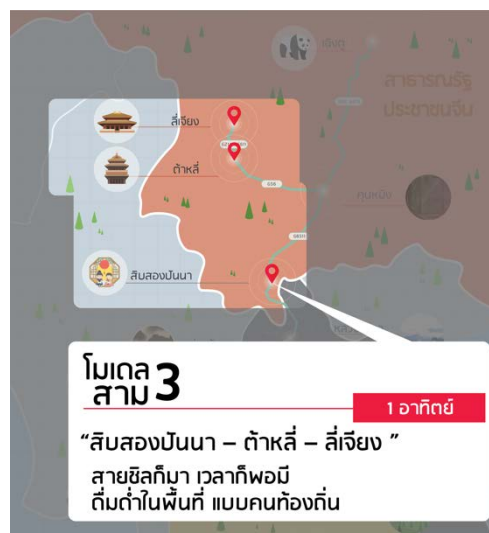 เฉิงตู
สาธารณรัฐ
ประชาชนจีน
ลี่เจียง
ต้าหลี่
คุนหมิง
G56
สิบสองปันนา
โมเดล
สาม 3
1 อาทิตย์
“สิบสองปันนา – ต้าหลี่ – ลี่เจียง ”
สายชิลก็มา เวลาก็พอมี
ดื่มด่ำในพื้นที่ แบบคนท้องถิ่น